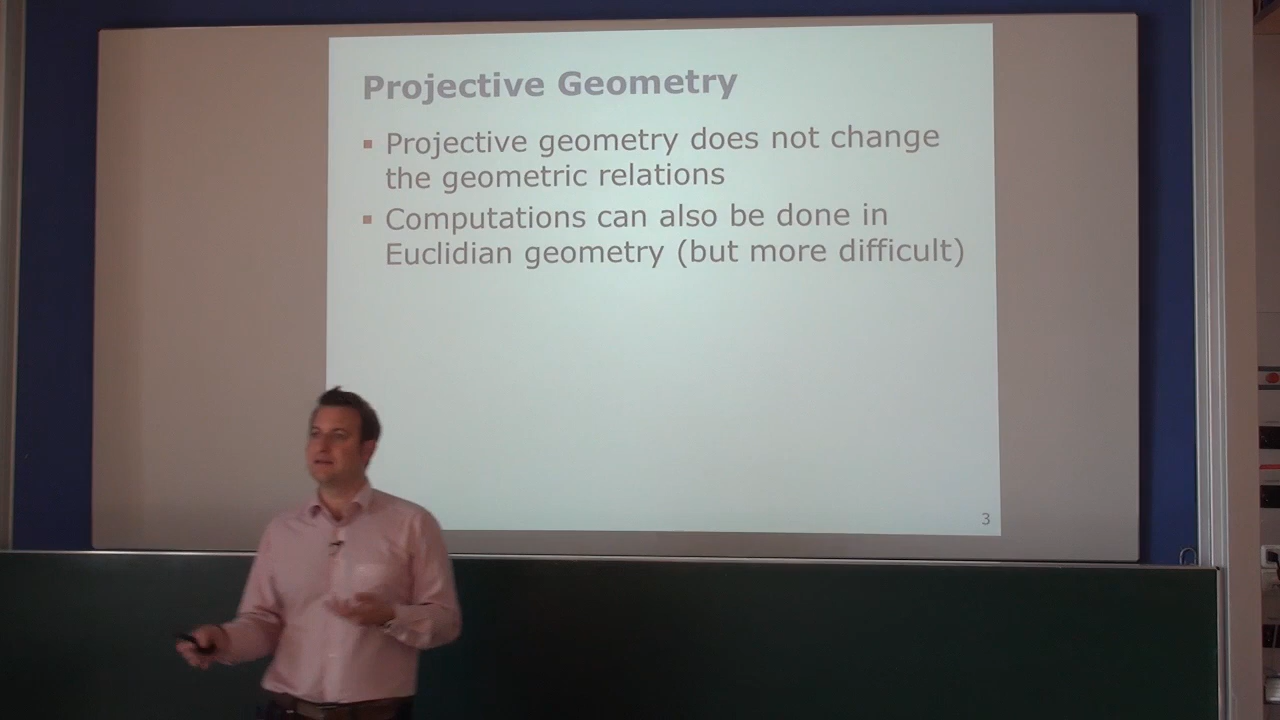 Projective Geometry
▪ Projective geometry does not change
the geometric relations
▪ Computations can also be done in
Euclidian geometry (but more difficult)
3